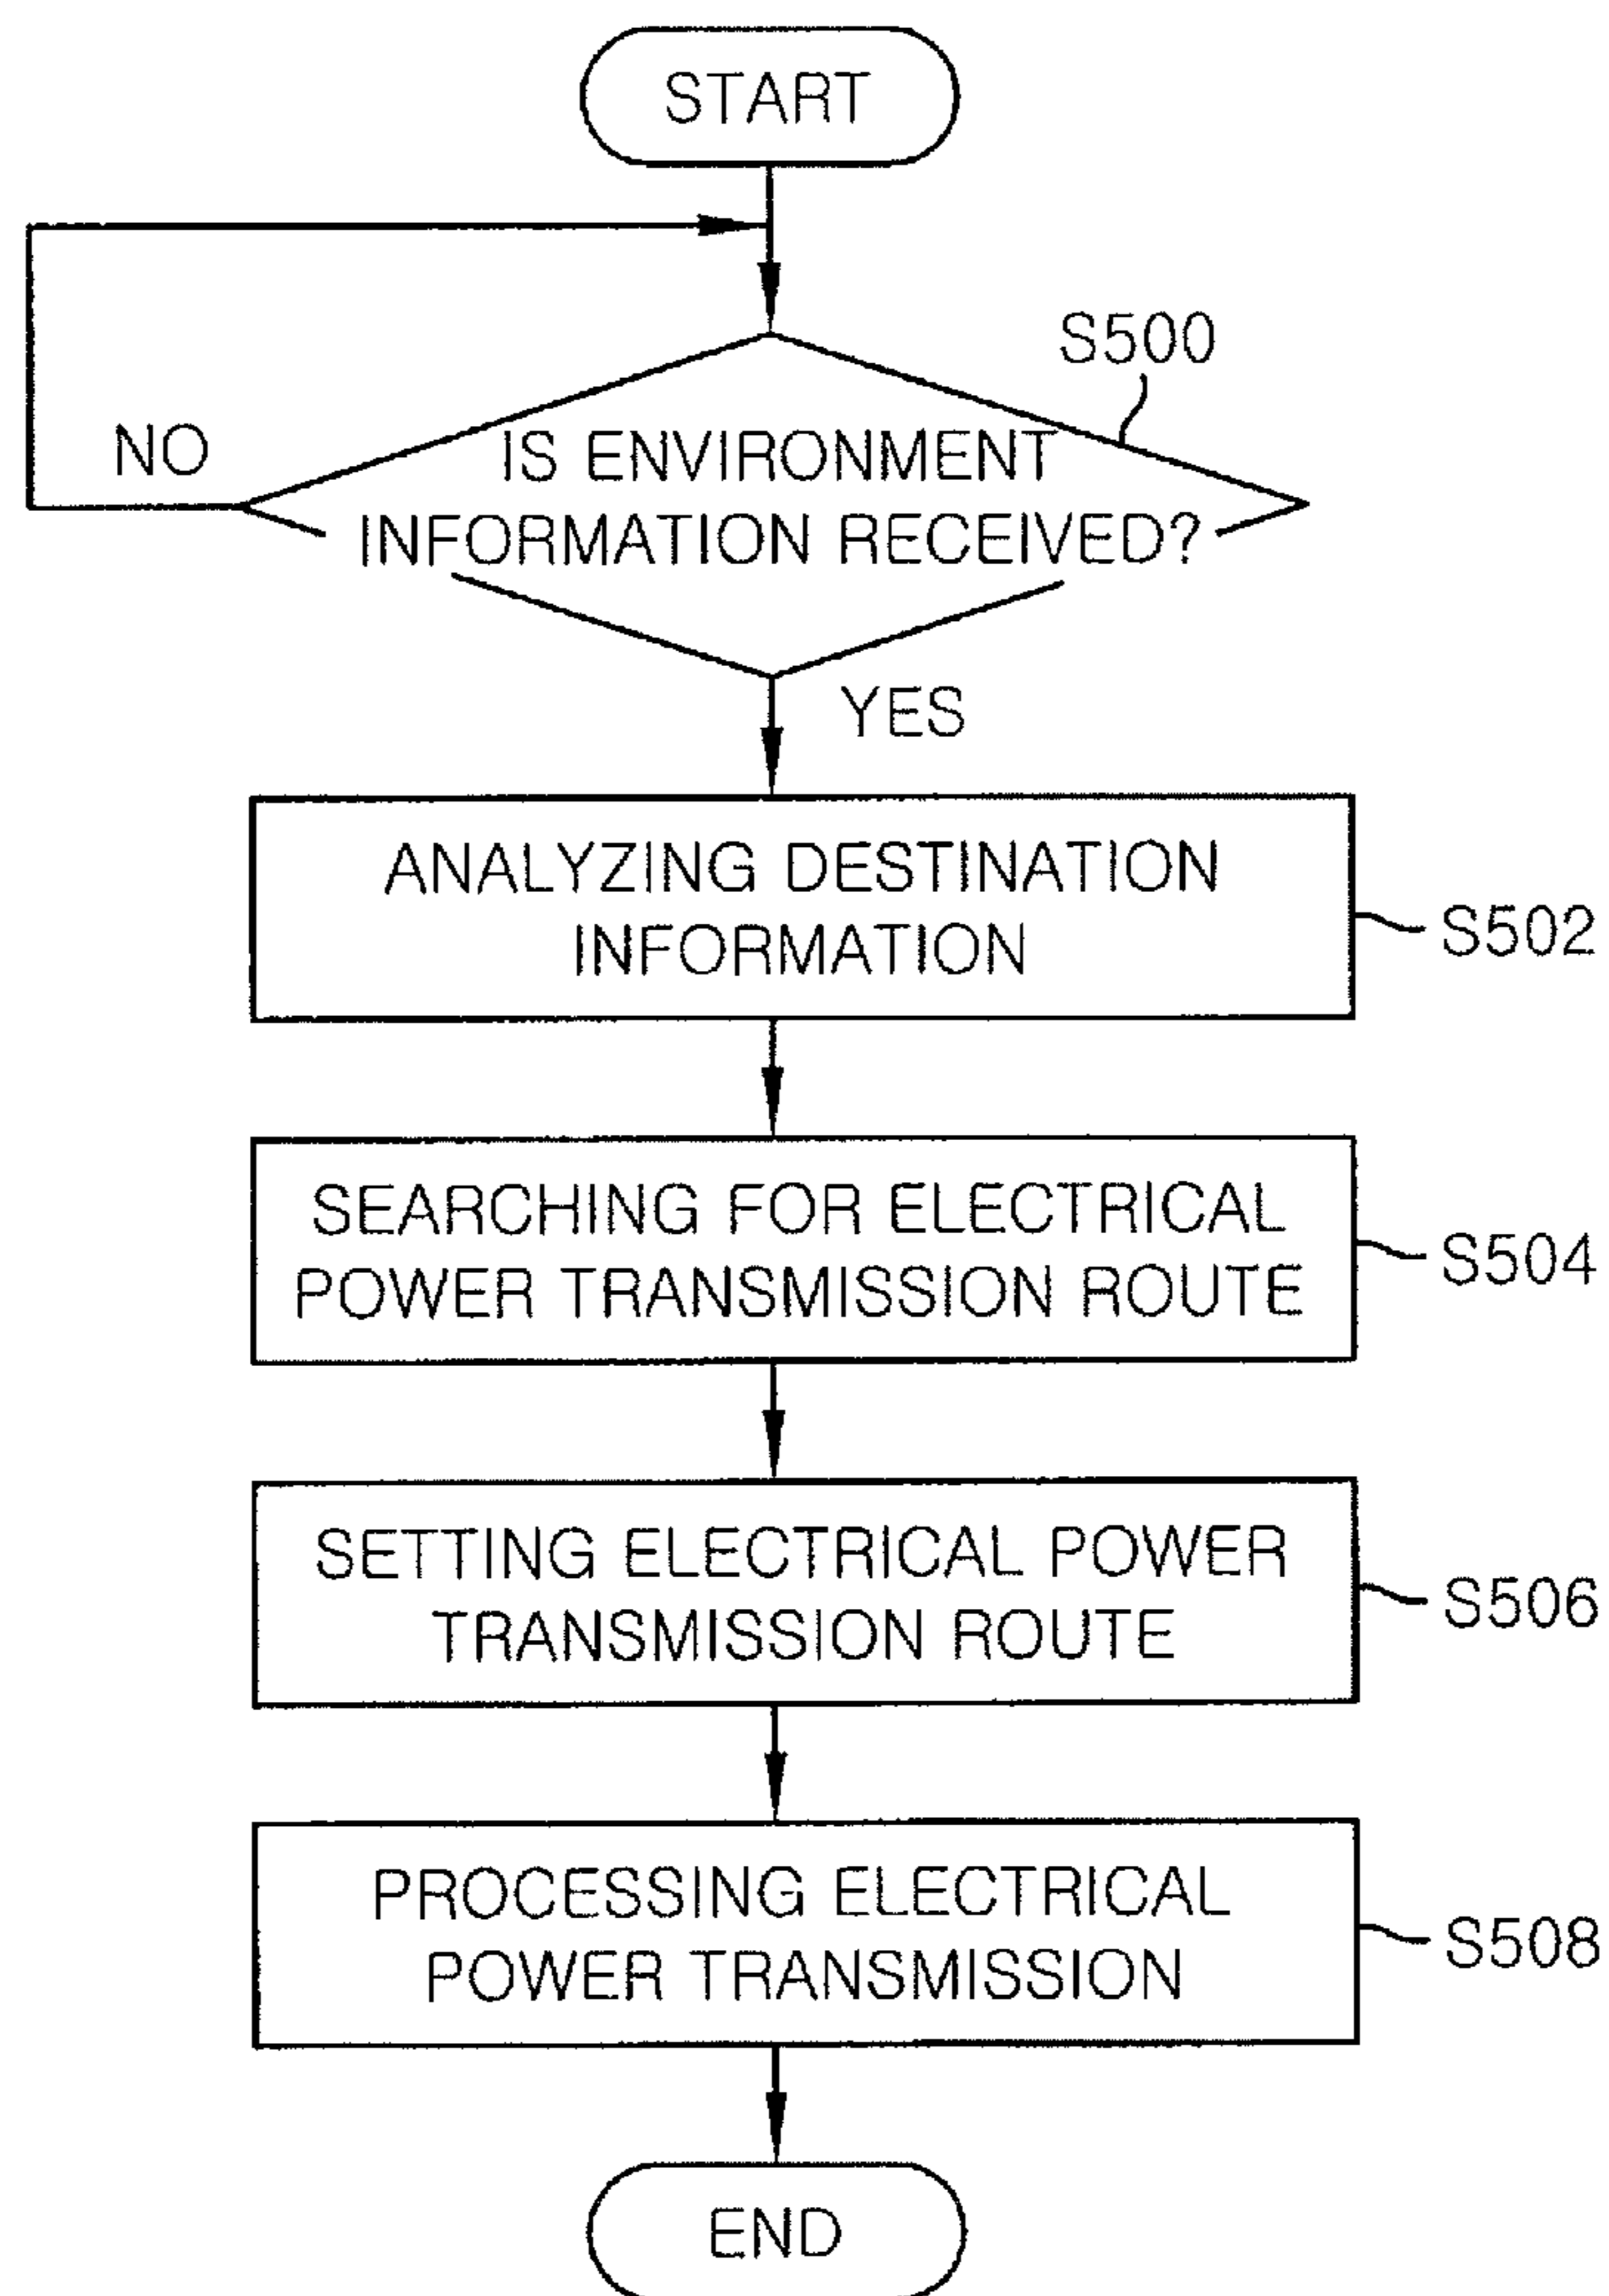 START
S500
NO
IS ENVIRONMENT
INFORMATION RECEIVED?
YES
ANALYZING DESTINATION
INFORMATION
S502
SEARCHING FOR ELECTRICAL
POWER TRANSMISSION ROUTE
S504
SETTING ELECTRICAL POWER
TRANSMISSION ROUTE
S506
PROCESSING ELECTRICAL
POWER TRANSMISSION
S508
END